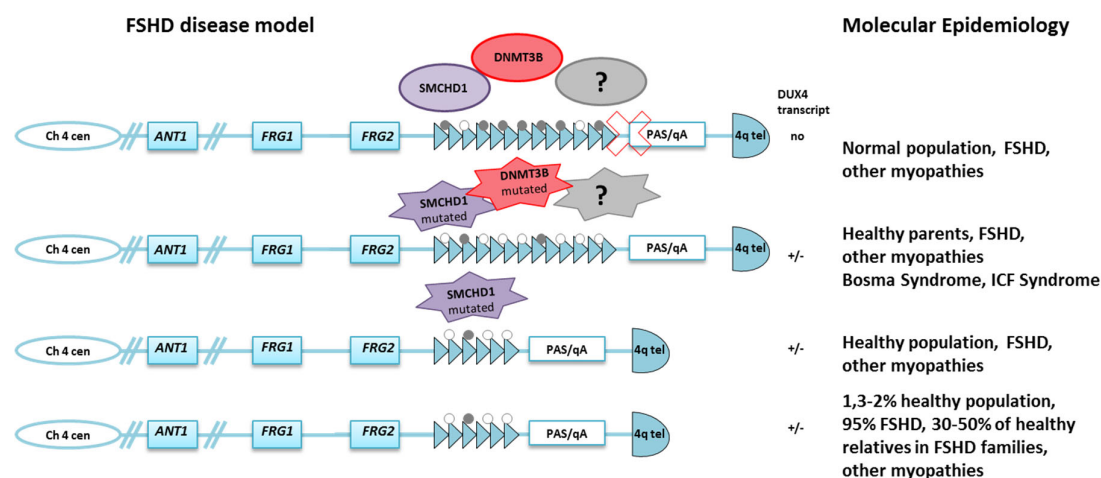 FSHD disease model
Molecular Epidemiology
DNMT3B
SMCHD1
?
DUX4
transcript
Ch 4 cen
ANT1
FRG1
FRG2
PAS/qA
4q tel
no
Normal population, FSHD,
other myopathies
DNMT3B
mutated
SMCHD1
mutated
?
Ch 4 cen
ANT1
FRG1
FRG2
PAS/qA
4q tel
+/-
Healthy parents, FSHD,
other myopathies
Bosma Syndrome, ICF Syndrome
SMCHD1
mutated
Ch 4 cen
ANT1
FRG1
FRG2
PAS/qA
4q tel
+/-
Healthy population, FSHD,
other myopathies
Ch 4 cen
ANT1
FRG1
FRG2
PAS/qA
4q tel
+/-
1,3-2% healthy population,
95% FSHD, 30-50% of healthy
relatives in FSHD families,
other myopathies